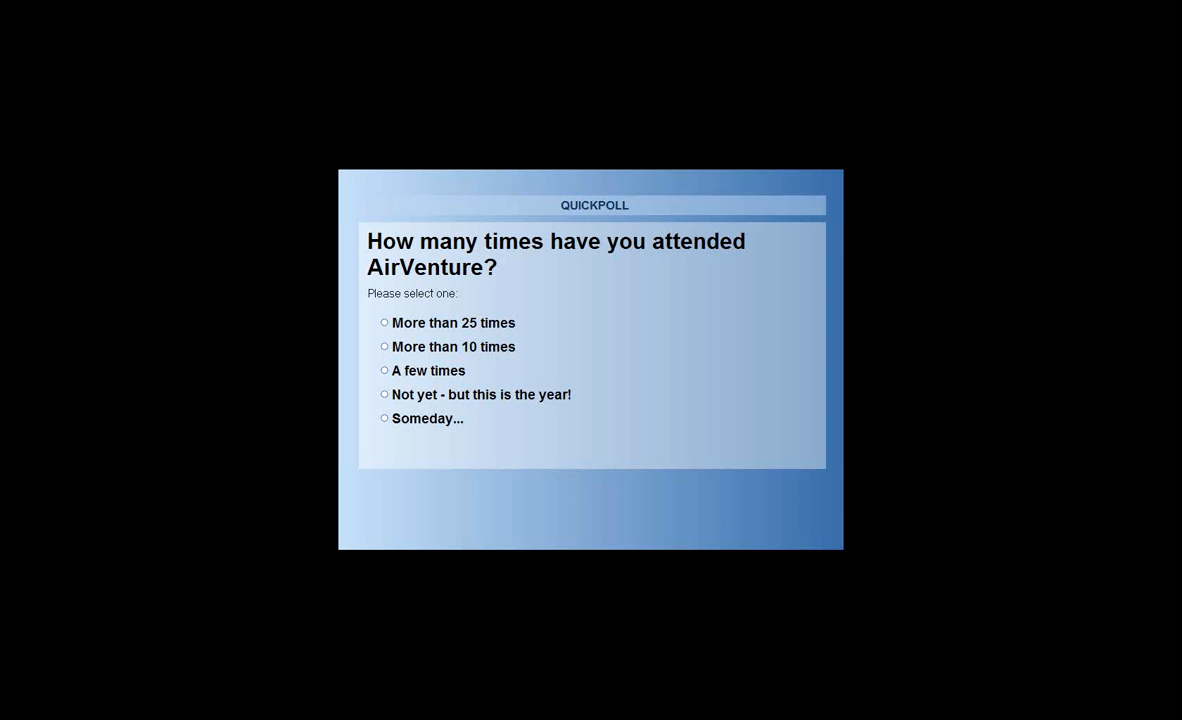 QUICKPOLL
How many times have you attended
AirVenture?
Please select one:
More than 25 times
More than 10 times
A few times
Not yet - but this is the year!
Someday...